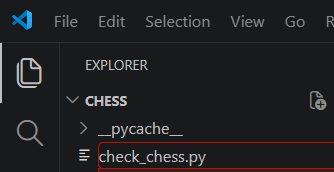 File Edit Selection View Go R
EXPLORER
CHESS
__pycache__
check_chess.py